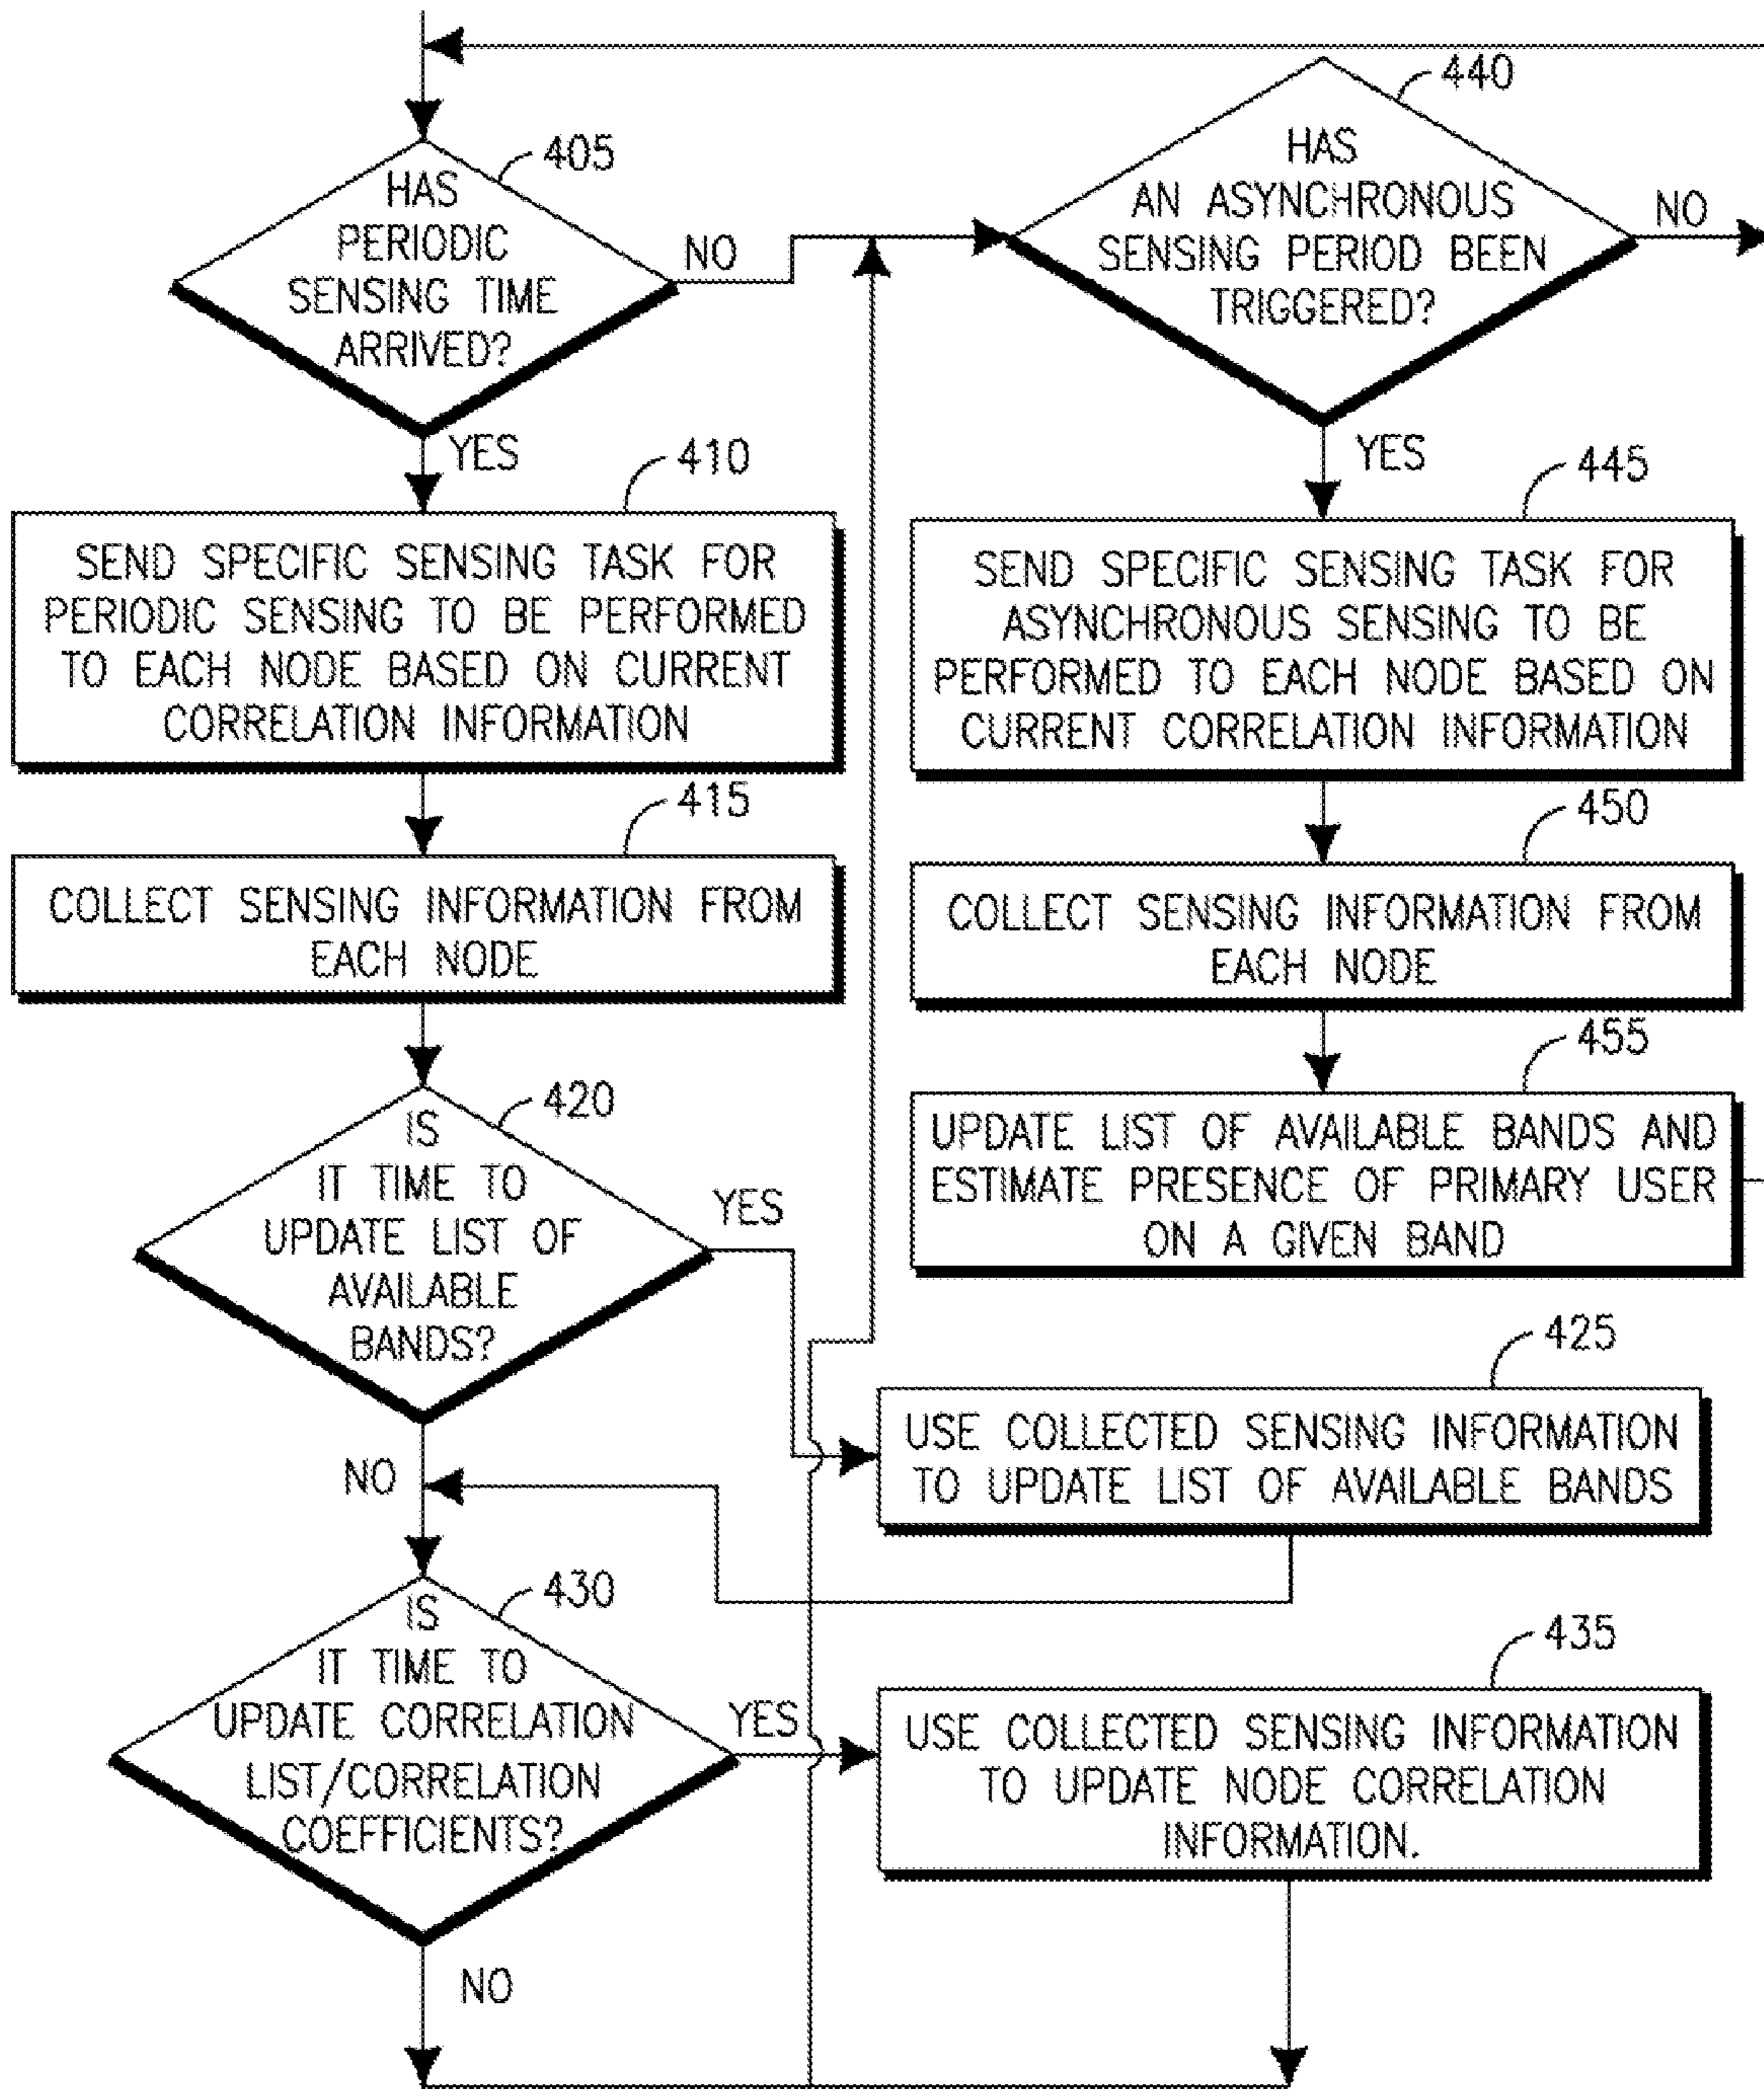 405
HAS
PERIODIC
SENSING TIME
ARRIVED?
NO
YES
410
SEND SPECIFIC SENSING TASK FOR
PERIODIC SENSING TO BE PERFORMED
TO EACH NODE BASED ON CURRENT
CORRELATION INFORMATION
415
COLLECT SENSING INFORMATION FROM
EACH NODE
420
IS
IT TIME TO
UPDATE LIST OF
AVAILABLE
BANDS?
YES
NO
425
USE COLLECTED SENSING INFORMATION
TO UPDATE LIST OF AVAILABLE BANDS
430
IS
IT TIME TO
UPDATE CORRELATION
LIST/CORRELATION
COEFFICIENTS?
YES
NO
435
USE COLLECTED SENSING INFORMATION
TO UPDATE NODE CORRELATION
INFORMATION.
440
HAS
AN ASYNCHRONOUS
SENSING PERIOD BEEN
TRIGGERED?
NO
YES
445
SEND SPECIFIC SENSING TASK FOR
ASYNCHRONOUS SENSING TO BE
PERFORMED TO EACH NODE BASED ON
CURRENT CORRELATION INFORMATION
450
COLLECT SENSING INFORMATION FROM
EACH NODE
455
UPDATE LIST OF AVAILABLE BANDS AND
ESTIMATE PRESENCE OF PRIMARY USER
ON A GIVEN BAND